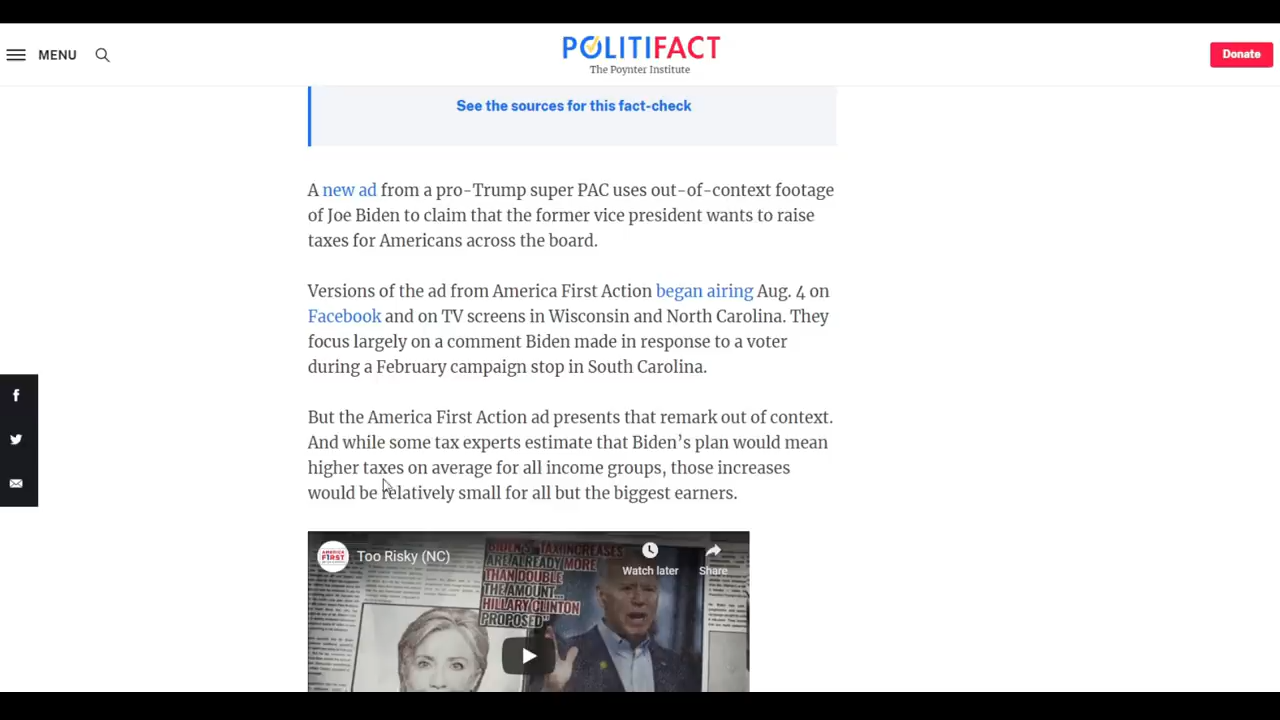 MENU
POLITIFACT
The Poynter Institute
Donate
See the sources for this fact-check
A new ad from a pro-Trump super PAC uses out-of-context footage
of Joe Biden to claim that the former vice president wants to raise
taxes for Americans across the board.
Versions of the ad from America First Action began airing Aug. 4 on
Facebook and on TV screens in Wisconsin and North Carolina. They
focus largely on a comment Biden made in response to a voter
during a February campaign stop in South Carolina.
But the America First Action ad presents that remark out of context.
And while some tax experts estimate that Biden's plan would mean
higher taxes on average for all income groups, those increases
would be relatively small for all but the biggest earners.
AMERICA
F1RST
Too Risky (NC)
Watch later
Share
BIDEN'S TAX INCREASES
ARE ALREADY MORE
THAN DOUBLE
THE AMOUNT...
HILLARY CLINTON
PROPOSED"